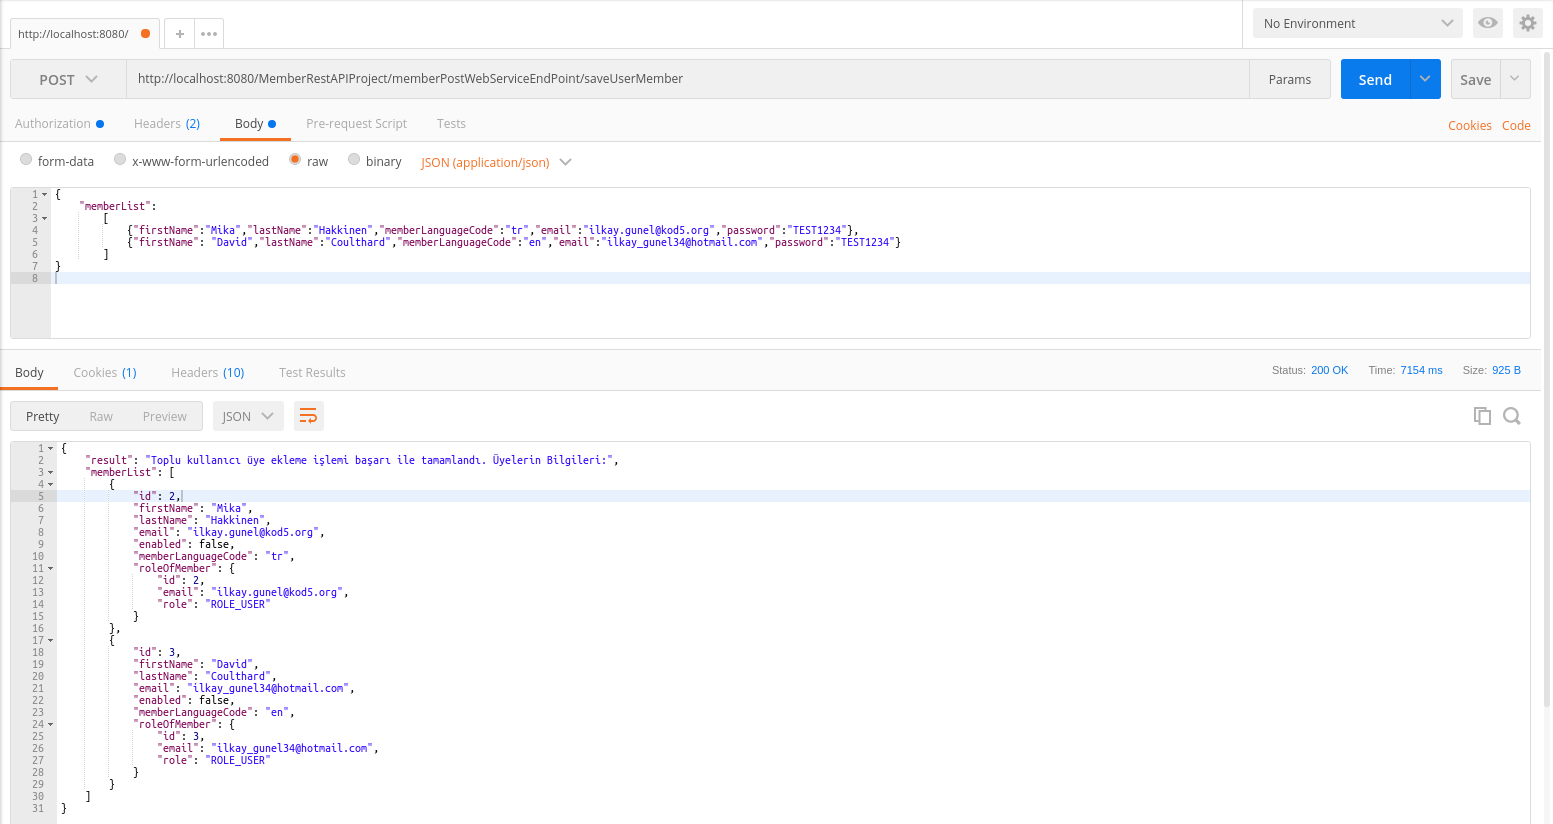 http://localhost:8080/
No Environment
POST http://localhost:8080/MemberRestAPIProject/memberPostWebServiceEndPoint/saveUserMember Params Send Save
Authorization Headers (2) Body Pre-request Script Tests Cookies Code
form-data x-www-form-urlencoded raw binary JSON (application/json)
1 {
2 "memberList":
3 [
4 {"firstName":"Mika","lastName":"Hakkinen","memberLanguageCode":"tr","email":"ilkay.gunel@kod5.org","password":"TEST1234"},
5 {"firstName": "David","lastName":"Coulthard","memberLanguageCode":"en","email":"ilkay_gunel34@hotmail.com","password":"TEST1234"}
6 ]
7 }
8
Body Cookies (1) Headers (10) Test Results Status: 200 OK Time: 7154 ms Size: 925 B
Pretty Raw Preview JSON
1 {
2 "result": "Toplu kullanıcı üye ekleme işlemi başarı ile tamamlandı. Üyelerin Bilgileri:",
3 "memberList": [
4 {
5 "id": 2,
6 "firstName": "Mika",
7 "lastName": "Hakkinen",
8 "email": "ilkay.gunel@kod5.org",
9 "enabled": false,
10 "memberLanguageCode": "tr",
11 "roleOfMember": {
12 "id": 2,
13 "email": "ilkay.gunel@kod5.org",
14 "role": "ROLE_USER"
15 }
16 },
17 {
18 "id": 3,
19 "firstName": "David",
20 "lastName": "Coulthard",
21 "email": "ilkay_gunel34@hotmail.com",
22 "enabled": false,
23 "memberLanguageCode": "en",
24 "roleOfMember": {
25 "id": 3,
26 "email": "ilkay_gunel34@hotmail.com",
27 "role": "ROLE_USER"
28 }
29 }
30 ]
31 }